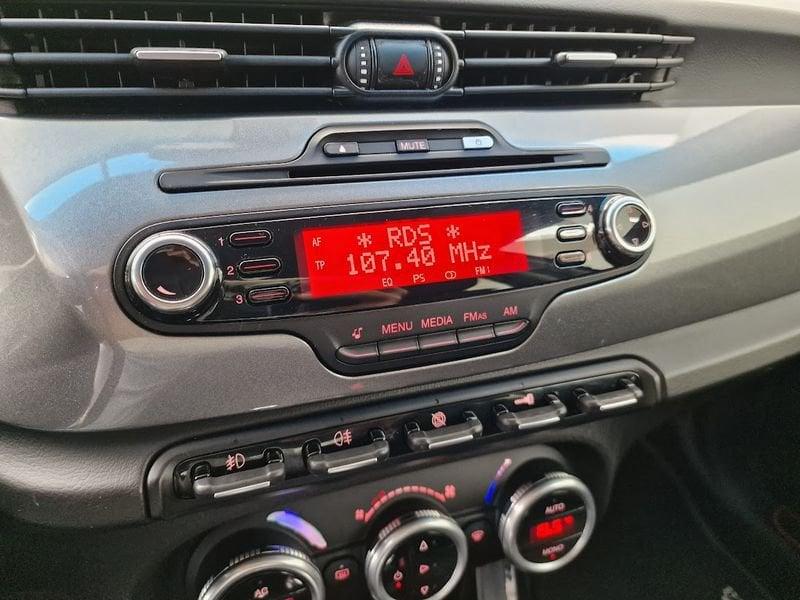 MUTE
1
2
3
AF
* RDS *
TP
107.40 MHz
EQ PS FM1
4
MENU MEDIA FMAS AM
AUTO
MONO